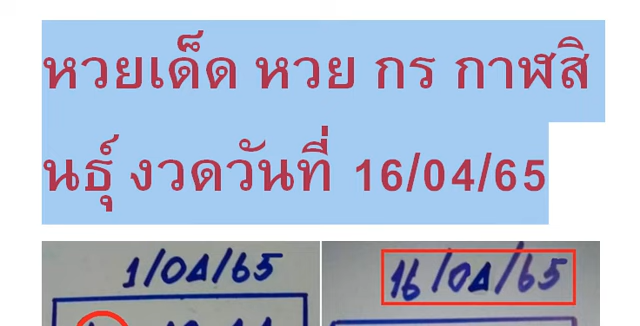 หวยเด็ด หวย กร กาฬสิ
นธุ์ งวดวันที่ 16/04/65
1/04/65
16/04/65